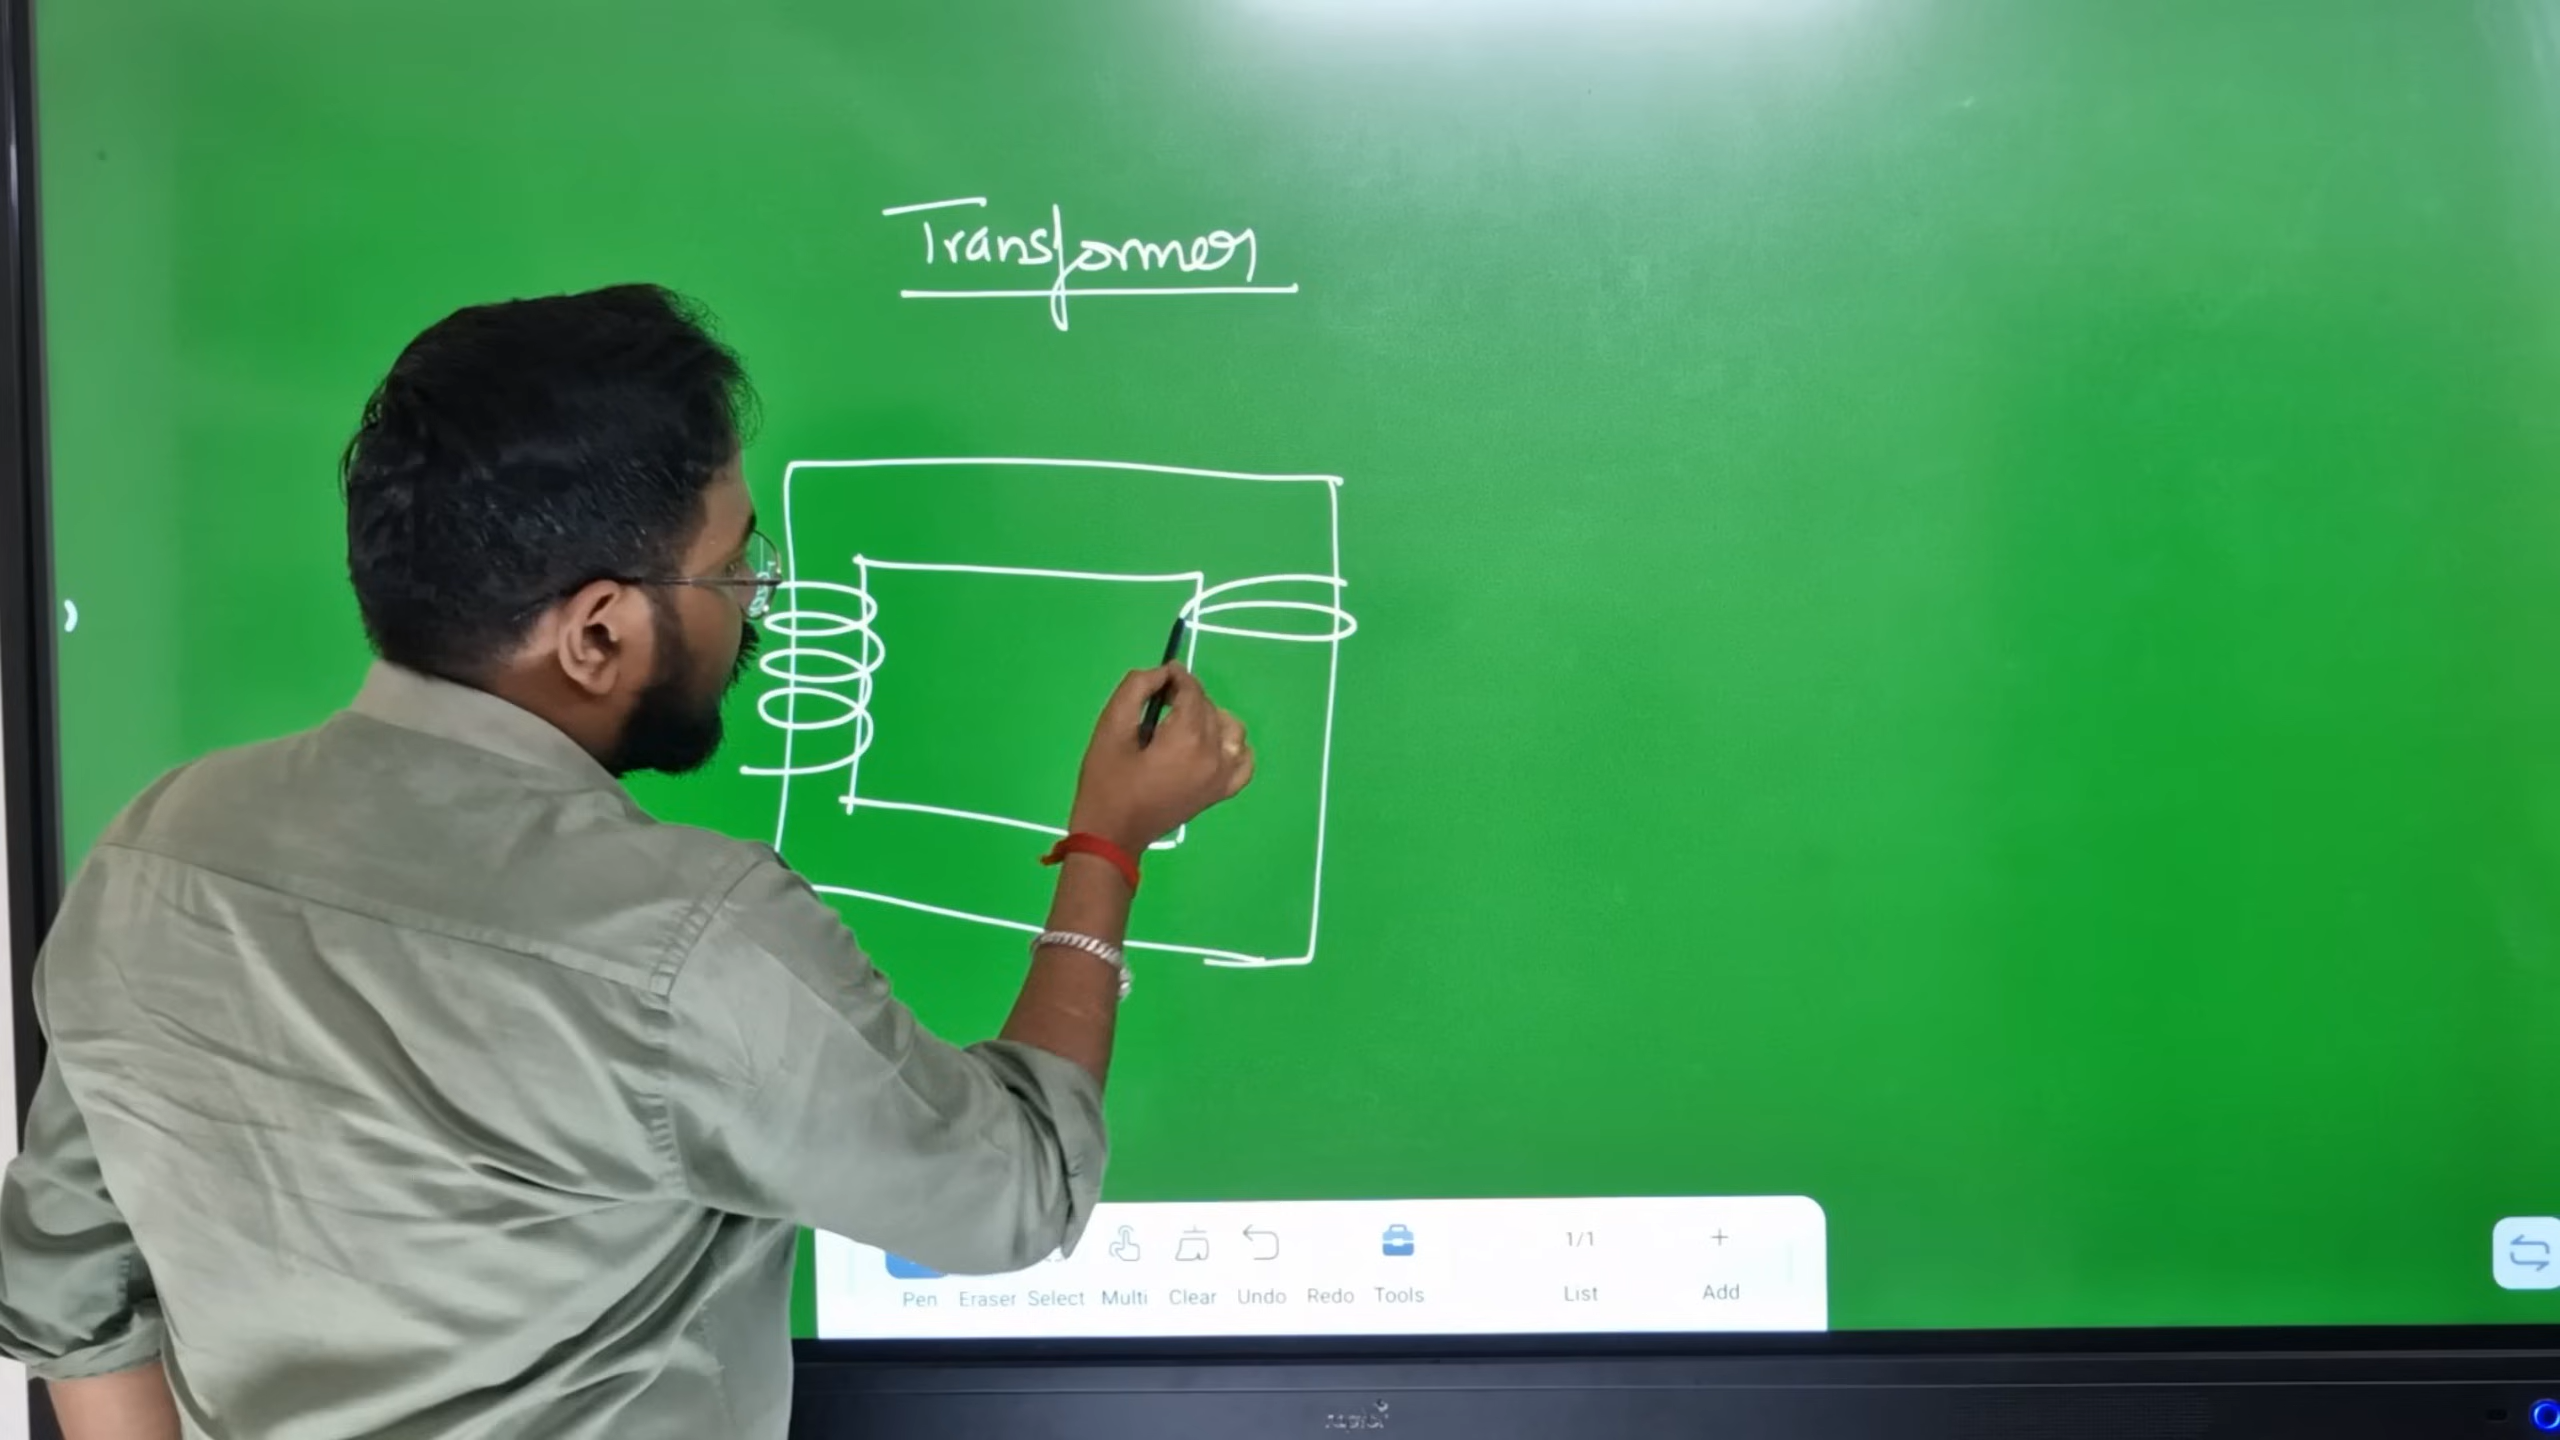 Transformer
Pen Eraser Select Multi Clear Undo Redo Tools 1/1 List + Add